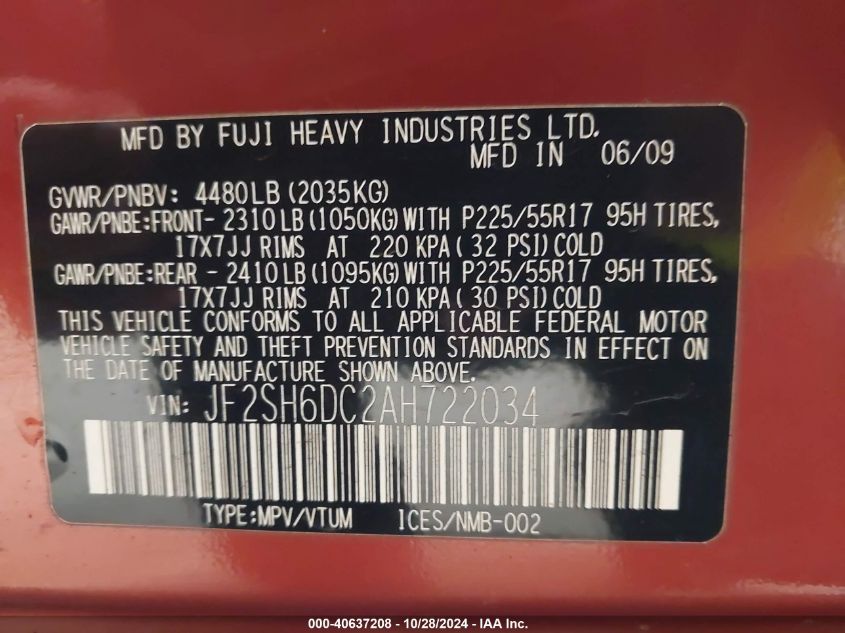 MFD BY FUJI HEAVY INDUSTRIES LTD.
MFD IN 06/09
GVWR/PNBV: 4480LB (2035KG)
GAWR/PNBE:FRONT- 2310LB (1050KG) WITH P225/55R17 95H TIRES,
17X7JJ RIMS AT 220 KPA ( 32 PSI) COLD
GAWR/PNBE:REAR - 2410LB (1095KG) WITH P225/55R17 95H TIRES,
17X7JJ RIMS AT 210 KPA ( 30 PSI) COLD
THIS VEHICLE CONFORMS TO ALL APPLICABLE FEDERAL MOTOR
VEHICLE SAFETY AND THEFT PREVENTION STANDARDS IN EFFECT ON
THE DATE OF MANUFACTURE SHOWN ABOVE.
VIN: JF2SH6DC2AH722034
TYPE:MPV/VTUM ICES/NMB-002
000-40637208 - 10/28/2024 - IAA Inc.